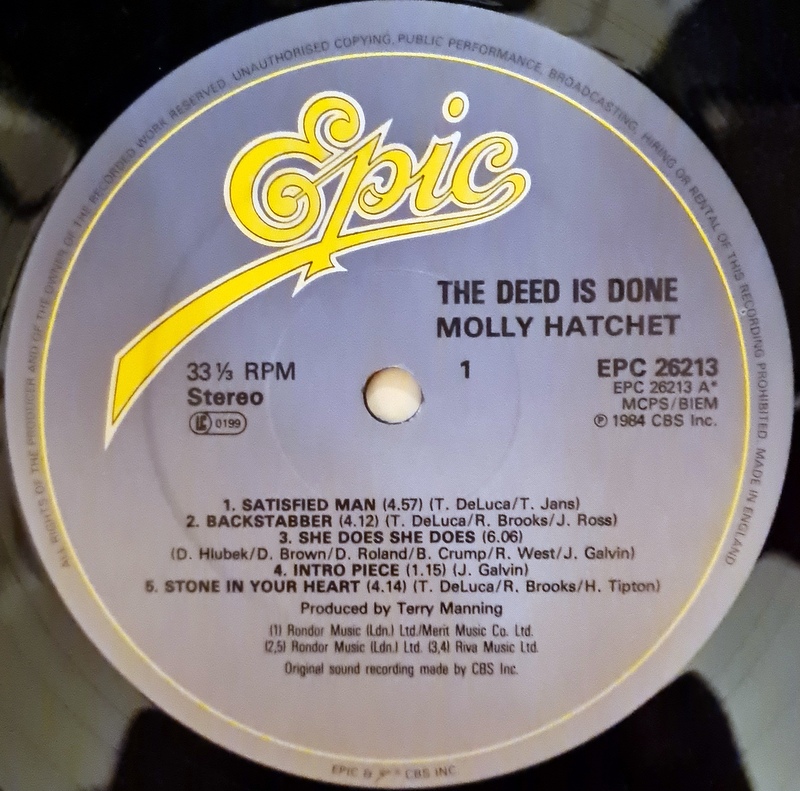 ALL RIGHTS OF THE PRODUCER AND OF THE OWNER OF THE RECORDED WORK RESERVED. UNAUTHORISED COPYING, PUBLIC PERFORMANCE, BROADCASTING, HIRING OR RENTAL OF THIS RECORDING PROHIBITED. MADE IN ENGLAND
Epic
THE DEED IS DONE
MOLLY HATCHET
33⅓ RPM
Stereo
LC 0199
1
EPC 26213
EPC 26213 A*
MCPS/BIEM
℗ 1984 CBS Inc.
1. SATISFIED MAN (4.57) (T. DeLuca/T. Jans)
2. BACKSTABBER (4.12) (T. DeLuca/R. Brooks/J. Ross)
3. SHE DOES SHE DOES (6.06)
(D. Hlubek/D. Brown/D. Roland/B. Crump/R. West/J. Galvin)
4. INTRO PIECE (1.15) (J. Galvin)
5. STONE IN YOUR HEART (4.14) (T. DeLuca/R. Brooks/H. Tipton)
Produced by Terry Manning
(1) Rondor Music (Ldn.) Ltd./Merit Music Co. Ltd.
(2,5) Rondor Music (Ldn.) Ltd. (3,4) Riva Music Ltd.
Original sound recording made by CBS Inc.
EPIC & CBS INC.